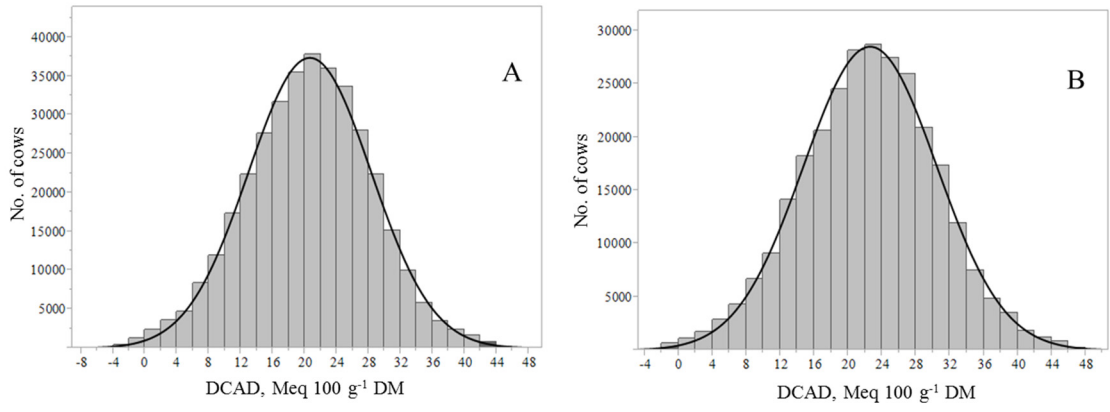 A
No. of cows
40000
35000
30000
25000
20000
15000
10000
5000
-8 -4 0 4 8 12 16 20 24 28 32 36 40 44 48
DCAD, Meq 100 g-1 DM
B
No. of cows
30000
25000
20000
15000
10000
5000
-4 0 4 8 12 16 20 24 28 32 36 40 44 48
DCAD, Meq 100 g-1 DM